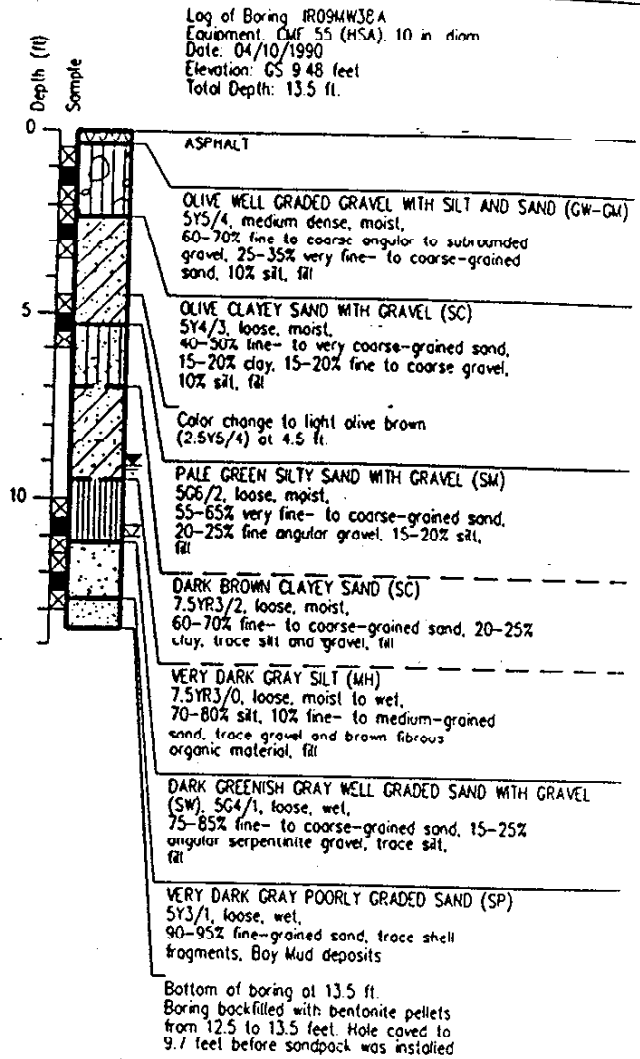 Log of Boring IR09MW38A
Equipment CME 55 (HSA), 10 in diam
Date: 04/10/1990
Elevation: GS 9.48 feet
Total Depth: 13.5 ft.
Depth (ft)
Sample
0
5
10
ASPHALT
OLIVE WELL GRADED GRAVEL WITH SILT AND SAND (GW-GM)
5Y5/4, medium dense, moist,
60-70% fine to coarse angular to subrounded
gravel, 25-35% very fine- to coarse-grained
sand, 10% silt, fill
OLIVE CLAYEY SAND WITH GRAVEL (SC)
5Y4/3, loose, moist,
40-50% fine- to very coarse-grained sand,
15-20% clay, 15-20% fine to coarse gravel,
10% silt, fill
Color change to light olive brown
(2.5Y5/4) at 4.5 ft.
PALE GREEN SILTY SAND WITH GRAVEL (SM)
5G6/2, loose, moist,
55-65% very fine- to coarse-grained sand,
20-25% fine angular gravel, 15-20% silt,
fill
DARK BROWN CLAYEY SAND (SC)
7.5YR3/2, loose, moist,
60-70% fine- to coarse-grained sand, 20-25%
clay, trace silt and gravel, fill
VERY DARK GRAY SILT (MH)
7.5YR3/0, loose, moist to wet,
70-80% silt, 10% fine- to medium-grained
sand, trace gravel and brown fibrous
organic material, fill
DARK GREENISH GRAY WELL GRADED SAND WITH GRAVEL
(SW), 5G4/1, loose, wet,
75-85% fine- to coarse-grained sand, 15-25%
angular serpentinite gravel, trace silt,
fill
VERY DARK GRAY POORLY GRADED SAND (SP)
5Y3/1, loose, wet,
90-95% fine-grained sand, trace shell
fragments, Bay Mud deposits
Bottom of boring at 13.5 ft.
Boring backfilled with bentonite pellets
from 12.5 to 13.5 feet. Hole caved to
9.7 feet before sandpack was installed